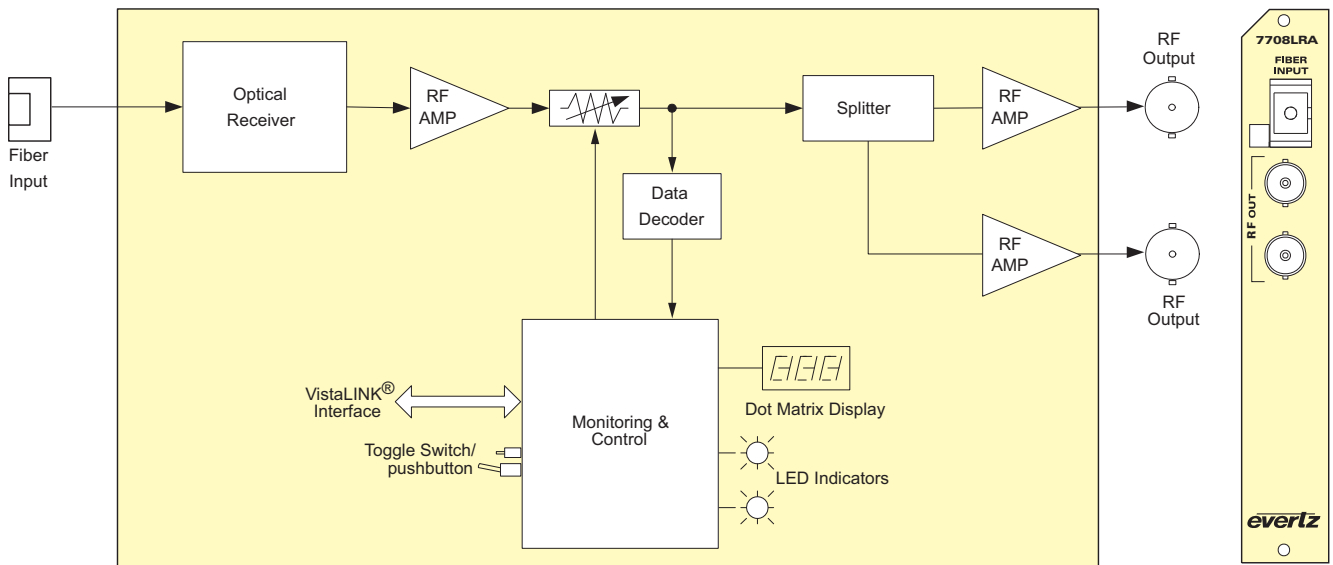 Fiber
Input
Optical
Receiver
RF
AMP
Data
Decoder
Splitter
RF
AMP
RF
AMP
RF
Output
RF
Output
VistaLINK®
Interface
Toggle Switch/
pushbutton
Monitoring &
Control
Dot Matrix Display
LED Indicators
7708LRA
FIBER
INPUT
RF OUT
evertz